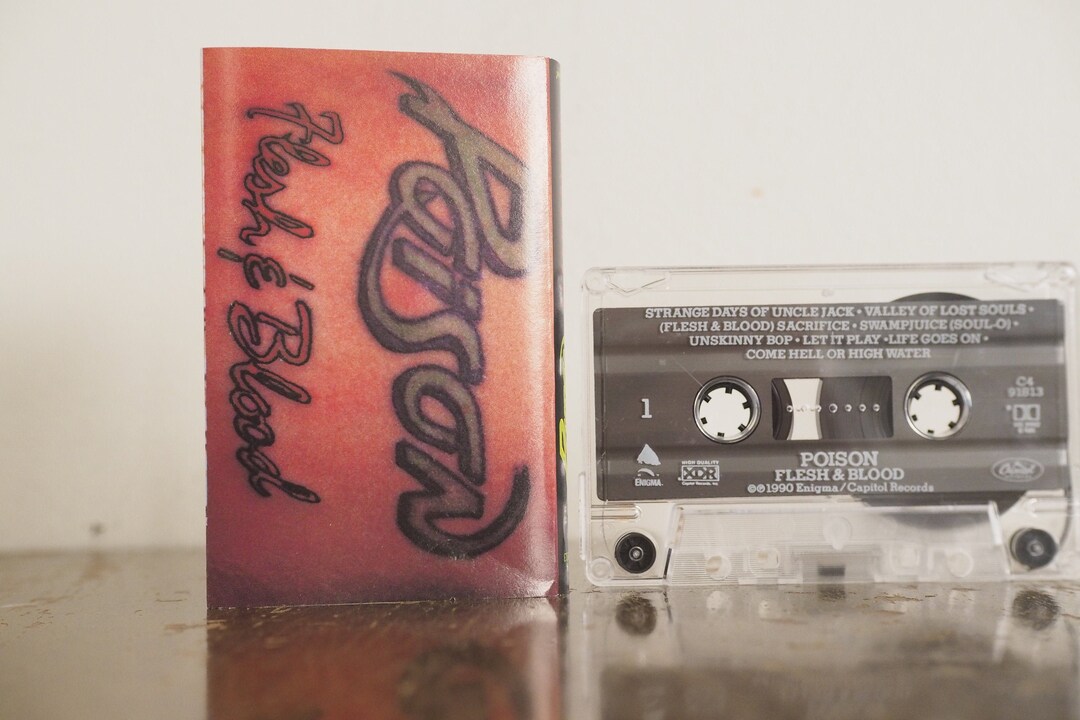 Poison
Flesh & Blood
STRANGE DAYS OF UNCLE JACK • VALLEY OF LOST SOULS •
(FLESH & BLOOD) SACRIFICE • SWAMPJUICE (SOUL-O) •
UNSKINNY BOP • LET IT PLAY • LIFE GOES ON •
COME HELL OR HIGH WATER
1
C4
91813
ENIGMA
HIGH QUALITY
XDR
POISON
FLESH & BLOOD
©℗1990 Enigma/Capitol Records
Capitol